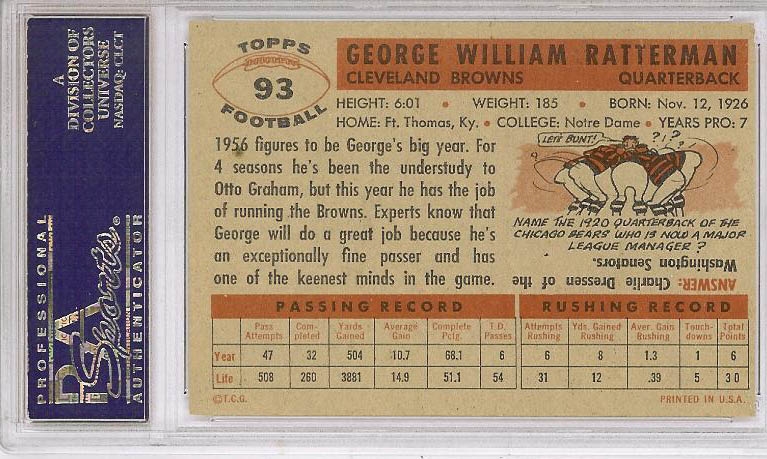 A
DIVISION OF
COLLECTORS
UNIVERSE
NASDAQ: CLCT
PROFESSIONAL
PSA
Sports®
AUTHENTICATOR
TOPPS
93
FOOTBALL
GEORGE WILLIAM RATTERMAN
CLEVELAND BROWNS QUARTERBACK
HEIGHT: 6:01 • WEIGHT: 185 • BORN: Nov. 12, 1926
HOME: Ft. Thomas, Ky. • COLLEGE: Notre Dame • YEARS PRO: 7
1956 figures to be George's big year. For
4 seasons he's been the understudy to
Otto Graham, but this year he has the job
of running the Browns. Experts know that
George will do a great job because he's
an exceptionally fine passer and has
one of the keenest minds in the game.
LET'S BUNT!
?!?
?!
NAME THE 1920 QUARTERBACK OF THE
CHICAGO BEARS WHO IS NOW A MAJOR
LEAGUE MANAGER?
ANSWER: Charlie Dressen of the
Washington Senators.
PASSING RECORD RUSHING RECORD
Pass Attempts Com-pleted Yards Gained Average Gain Complete Pctg. T.D. Passes Attempts Rushing Yds. Gained Rushing Aver. Gain Rushing Touch-downs Total Points
Year 47 32 504 10.7 68.1 6 6 8 1.3 1 6
Life 508 260 3881 14.9 51.1 54 31 12 .39 5 30
©T.C.G. PRINTED IN U.S.A.